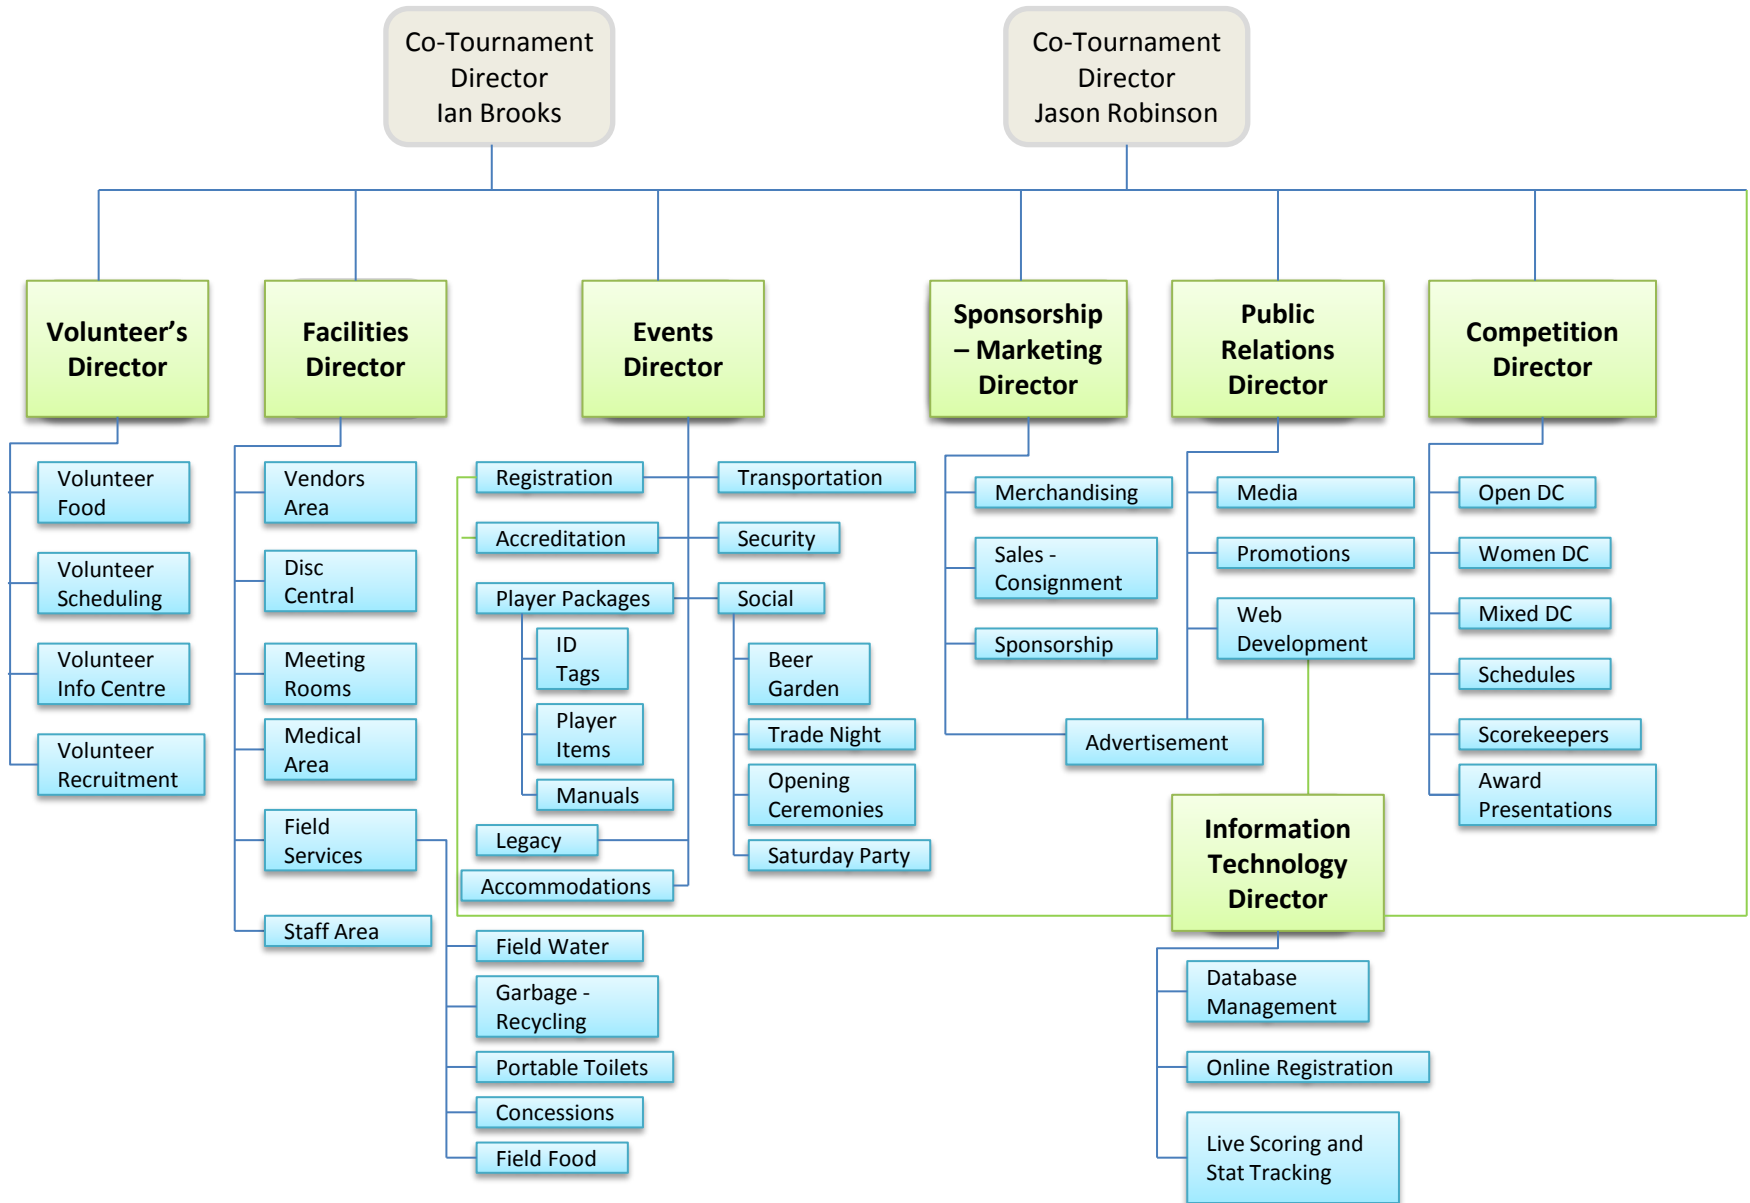 Co-Tournament
Director
Ian Brooks
Co-Tournament
Director
Jason Robinson
Volunteer’s
Director
Facilities
Director
Events
Director
Sponsorship
– Marketing
Director
Public
Relations
Director
Competition
Director
Volunteer
Food
Volunteer
Scheduling
Volunteer
Info Centre
Volunteer
Recruitment
Vendors
Area
Disc
Central
Meeting
Rooms
Medical
Area
Field
Services
Staff Area
Field Water
Garbage -
Recycling
Portable Toilets
Concessions
Field Food
Registration
Accreditation
Player Packages
ID
Tags
Player
Items
Manuals
Legacy
Accommodations
Transportation
Security
Social
Beer
Garden
Trade Night
Opening
Ceremonies
Saturday Party
Merchandising
Sales -
Consignment
Sponsorship
Advertisement
Media
Promotions
Web
Development
Information
Technology
Director
Database
Management
Online Registration
Live Scoring and
Stat Tracking
Open DC
Women DC
Mixed DC
Schedules
Scorekeepers
Award
Presentations